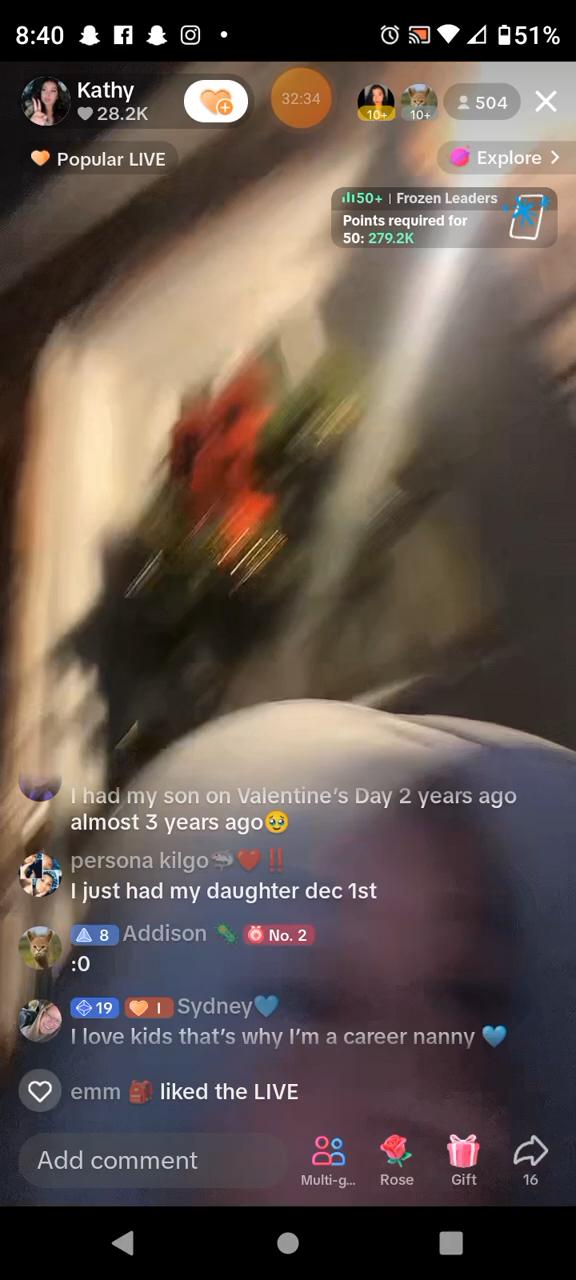 8:40
51%
Kathy
28.2K
32:34
10+
10+
504
Popular LIVE
Explore
50+ | Frozen Leaders
Points required for
50: 279.2K
I had my son on Valentine's Day 2 years ago
almost 3 years ago🥹
persona kilgo🦈❤️‼️
I just had my daughter dec 1st
8 Addison 🦠 No. 2
:0
19 I Sydney💙
I love kids that's why I'm a career nanny 💙
emm 🎒 liked the LIVE
Add comment
Multi-g...
Rose
Gift
16